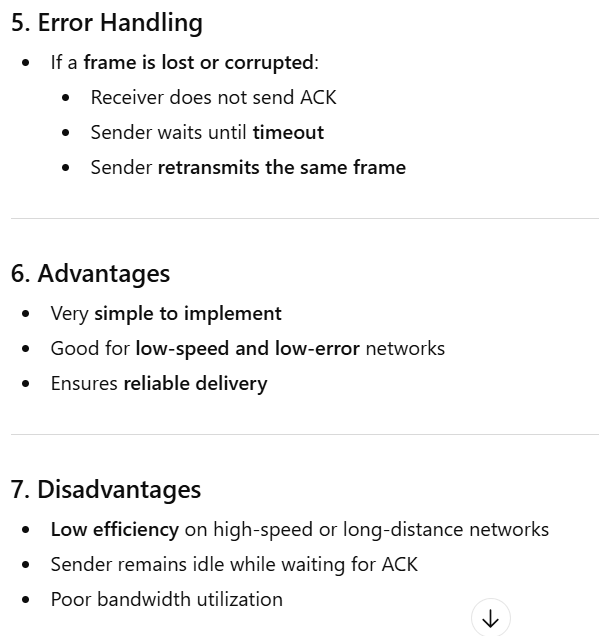 5. Error Handling
• If a frame is lost or corrupted:
• Receiver does not send ACK
• Sender waits until timeout
• Sender retransmits the same frame
6. Advantages
• Very simple to implement
• Good for low-speed and low-error networks
• Ensures reliable delivery
7. Disadvantages
• Low efficiency on high-speed or long-distance networks
• Sender remains idle while waiting for ACK
• Poor bandwidth utilization